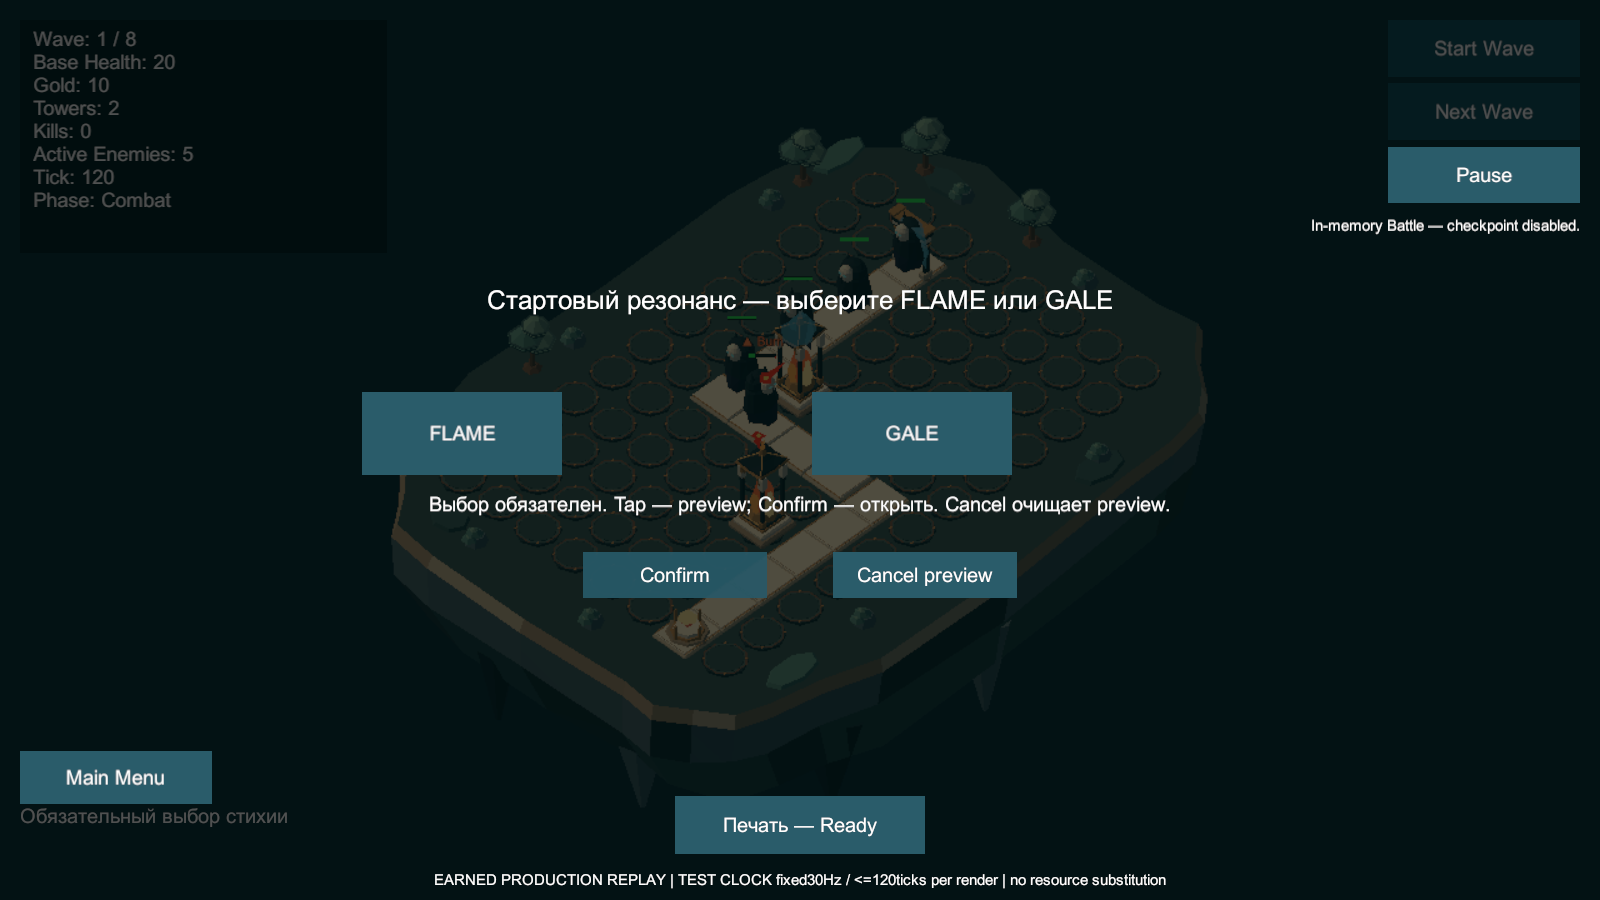 Wave: 1 / 8
Base Health: 20
Gold: 10
Towers: 2
Kills: 0
Active Enemies: 5
Tick: 120
Phase: Combat
Start Wave
Next Wave
Pause
In-memory Battle — checkpoint disabled.
Стартовый резонанс — выберите FLAME или GALE
FLAME
GALE
Выбор обязателен. Tap — preview; Confirm — открыть. Cancel очищает preview.
Confirm
Cancel preview
Main Menu
Обязательный выбор стихии
Печать — Ready
EARNED PRODUCTION REPLAY | TEST CLOCK fixed30Hz / <=120ticks per render | no resource substitution